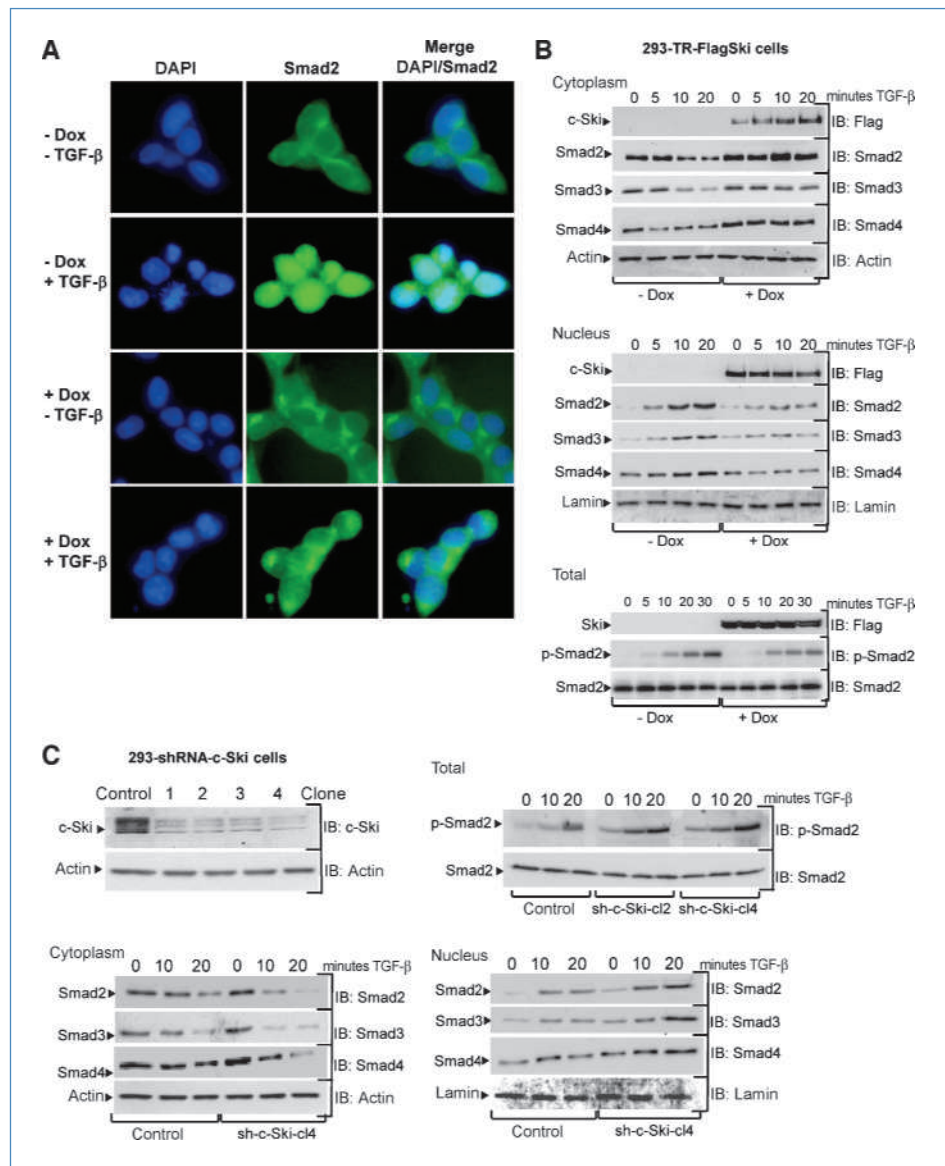 A
DAPI
Smad2
Merge
DAPI/Smad2
- Dox
- TGF-β
- Dox
+ TGF-β
+ Dox
- TGF-β
+ Dox
+ TGF-β
B
293-TR-FlagSki cells
Cytoplasm
0 5 10 20 0 5 10 20 minutes TGF-β
c-Ski IB: Flag
Smad2 IB: Smad2
Smad3 IB: Smad3
Smad4 IB: Smad4
Actin IB: Actin
- Dox + Dox
Nucleus
0 5 10 20 0 5 10 20 minutes TGF-β
c-Ski IB: Flag
Smad2 IB: Smad2
Smad3 IB: Smad3
Smad4 IB: Smad4
Lamin IB: Lamin
- Dox + Dox
Total
0 5 10 20 30 0 5 10 20 30 minutes TGF-β
Ski IB: Flag
p-Smad2 IB: p-Smad2
Smad2 IB: Smad2
- Dox + Dox
C
293-shRNA-c-Ski cells
Control 1 2 3 4 Clone
c-Ski IB: c-Ski
Actin IB: Actin
Total
0 10 20 0 10 20 0 10 20 minutes TGF-β
p-Smad2 IB: p-Smad2
Smad2 IB: Smad2
Control sh-c-Ski-cl2 sh-c-Ski-cl4
Cytoplasm
0 10 20 0 10 20 minutes TGF-β
Smad2 IB: Smad2
Smad3 IB: Smad3
Smad4 IB: Smad4
Actin IB: Actin
Control sh-c-Ski-cl4
Nucleus
0 10 20 0 10 20 minutes TGF-β
Smad2 IB: Smad2
Smad3 IB: Smad3
Smad4 IB: Smad4
Lamin IB: Lamin
Control sh-c-Ski-cl4